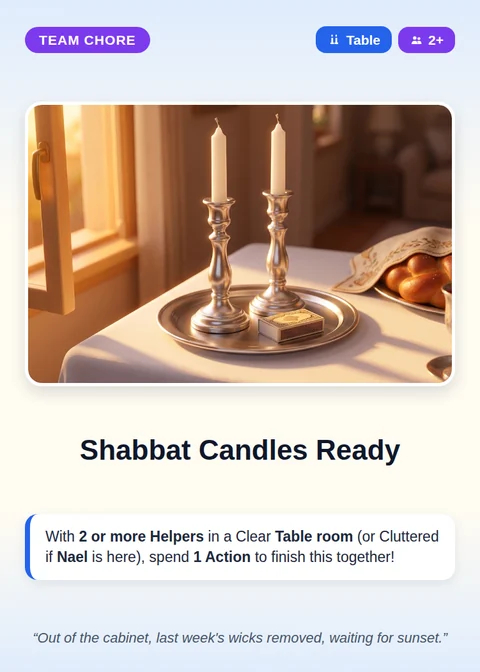 TEAM CHORE
Table
2+
Shabbat Candles Ready
With 2 or more Helpers in a Clear Table room (or Cluttered
if Nael is here), spend 1 Action to finish this together!
“Out of the cabinet, last week's wicks removed, waiting for sunset.”